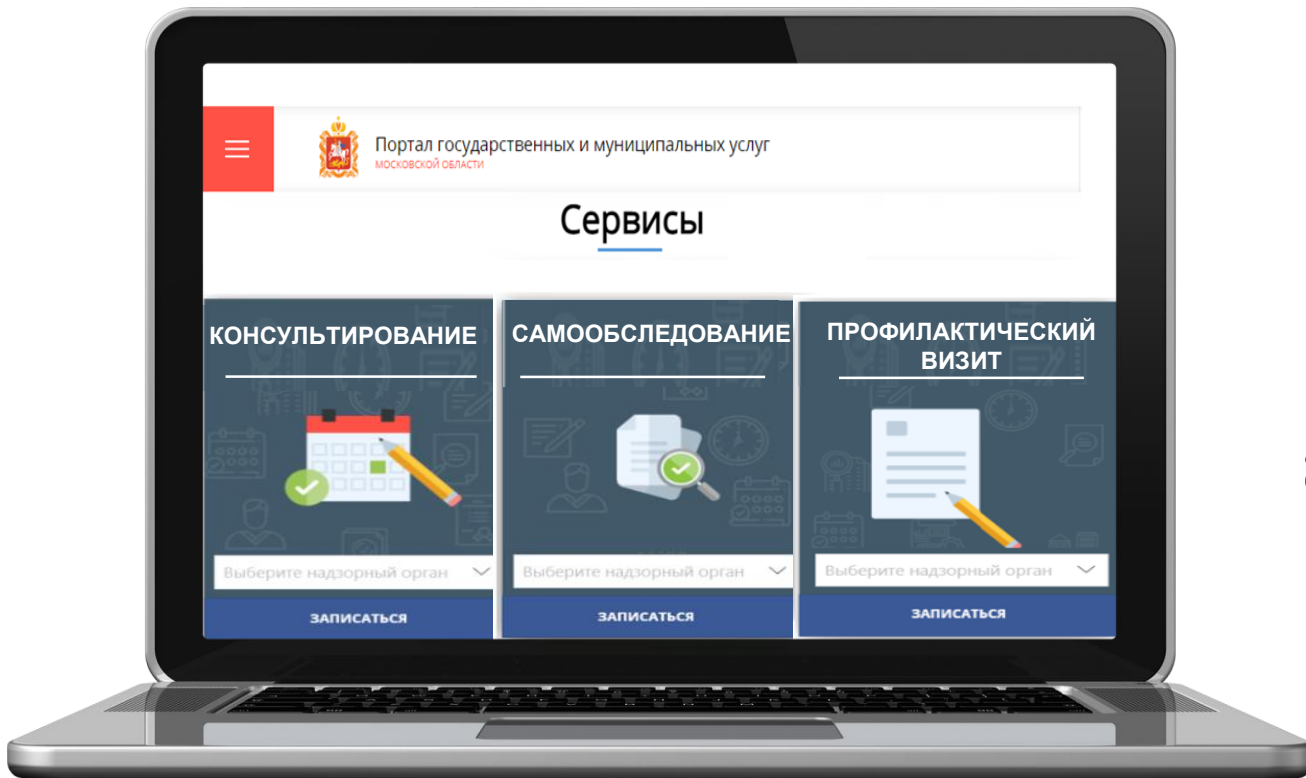 Портал государственных и муниципальных услуг
МОСКОВСКОЙ ОБЛАСТИ
Сервисы
КОНСУЛЬТИРОВАНИЕ
САМООБСЛЕДОВАНИЕ
ПРОФИЛАКТИЧЕСКИЙ
ВИЗИТ
Выберите надзорный орган
Выберите надзорный орган
Выберите надзорный орган
ЗАПИСАТЬСЯ
ЗАПИСАТЬСЯ
ЗАПИСАТЬСЯ